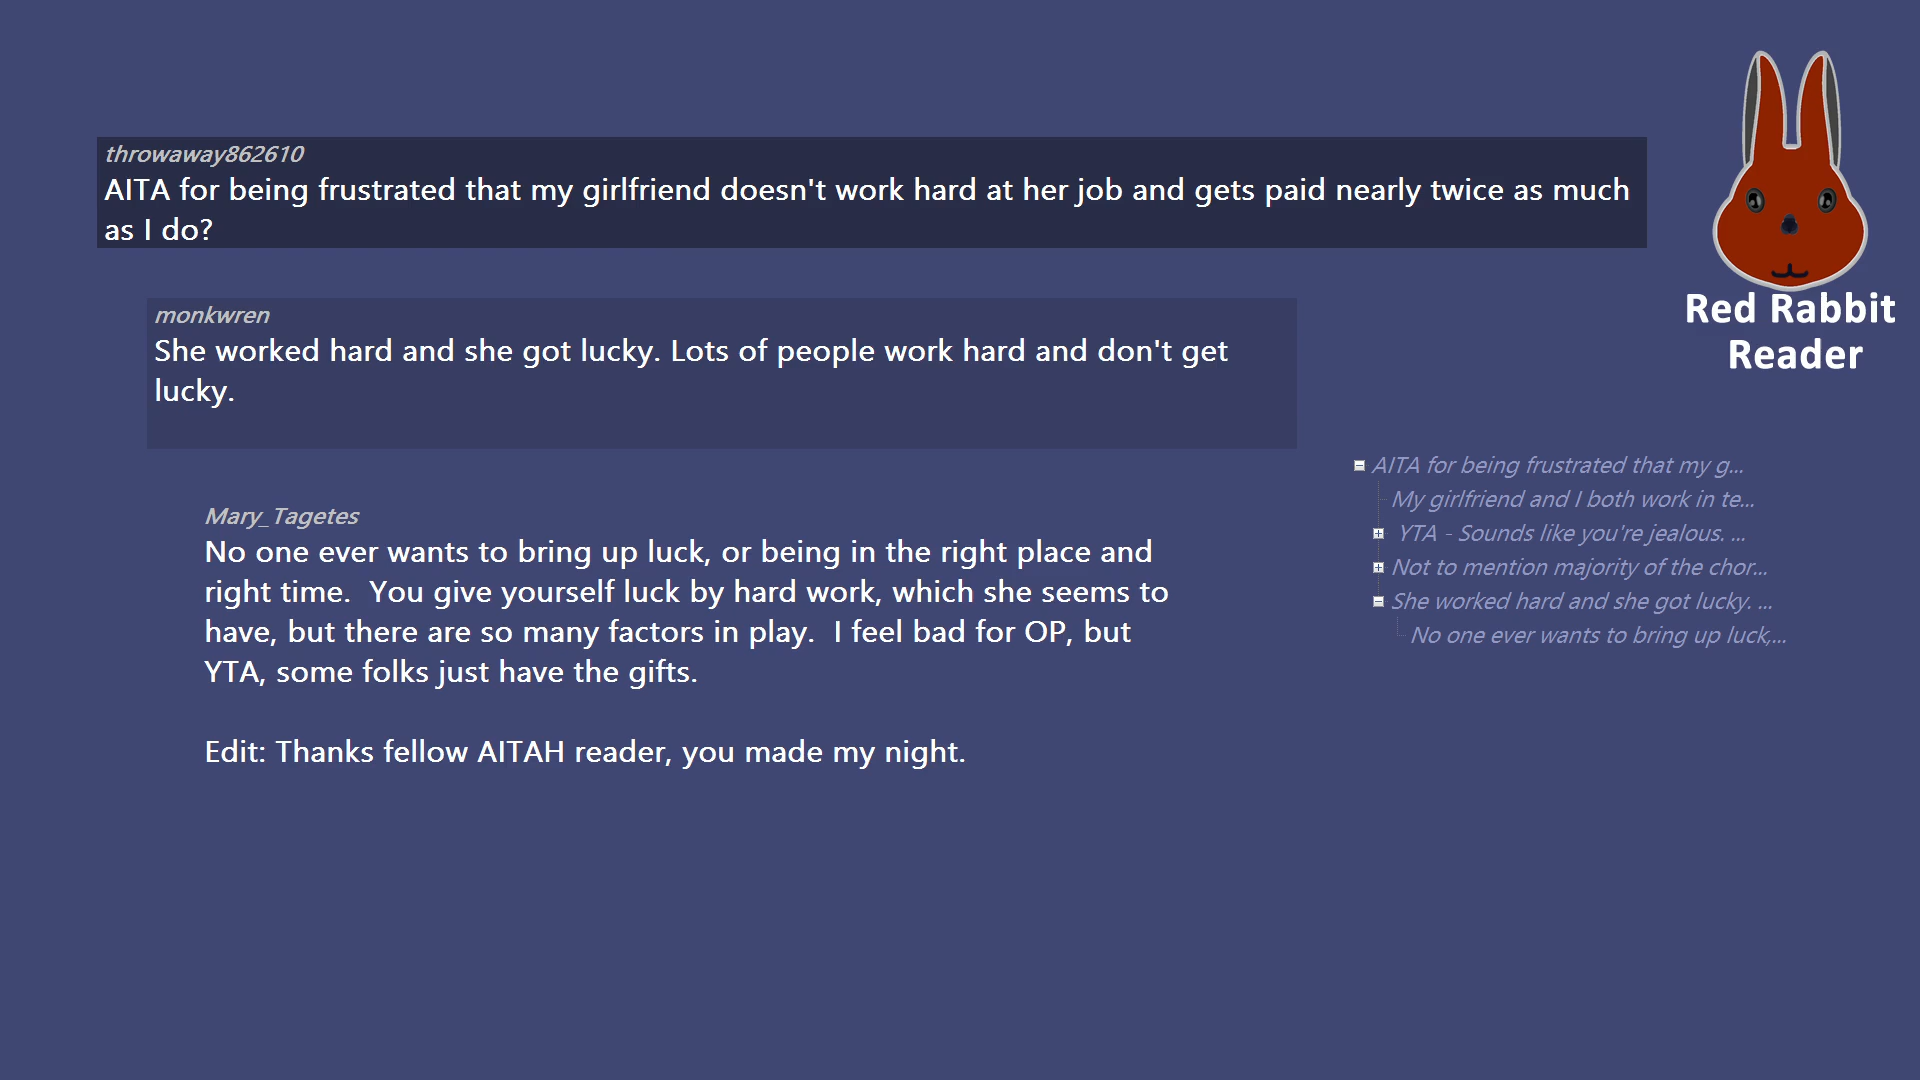 throwaway862610
AITA for being frustrated that my girlfriend doesn't work hard at her job and gets paid nearly twice as much
as I do?
monkwren
She worked hard and she got lucky. Lots of people work hard and don't get
lucky.
Mary_Tagetes
No one ever wants to bring up luck, or being in the right place and
right time.  You give yourself luck by hard work, which she seems to
have, but there are so many factors in play.  I feel bad for OP, but
YTA, some folks just have the gifts.
Edit: Thanks fellow AITAH reader, you made my night.
Red Rabbit
Reader
AITA for being frustrated that my g...
My girlfriend and I both work in te...
YTA - Sounds like you're jealous. ...
Not to mention majority of the chor...
She worked hard and she got lucky. ...
No one ever wants to bring up luck,...